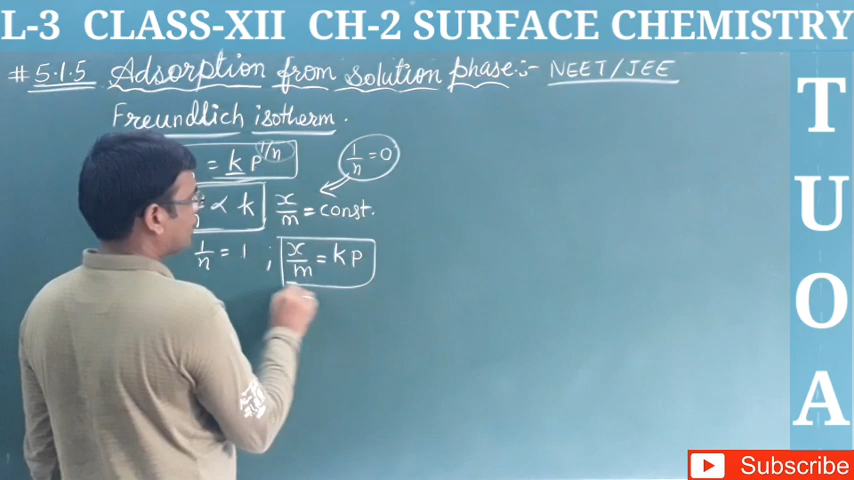 L-3 CLASS-XII CH-2 SURFACE CHEMISTRY
# 5.1.5 Adsorption from solution phase :- NEET/JEE
Freundlich isotherm.
= k P^1/n
1/n = 0
∝ k
x/m = const.
1/n = 1 ; x/m = kP
T
U
O
A
Subscribe